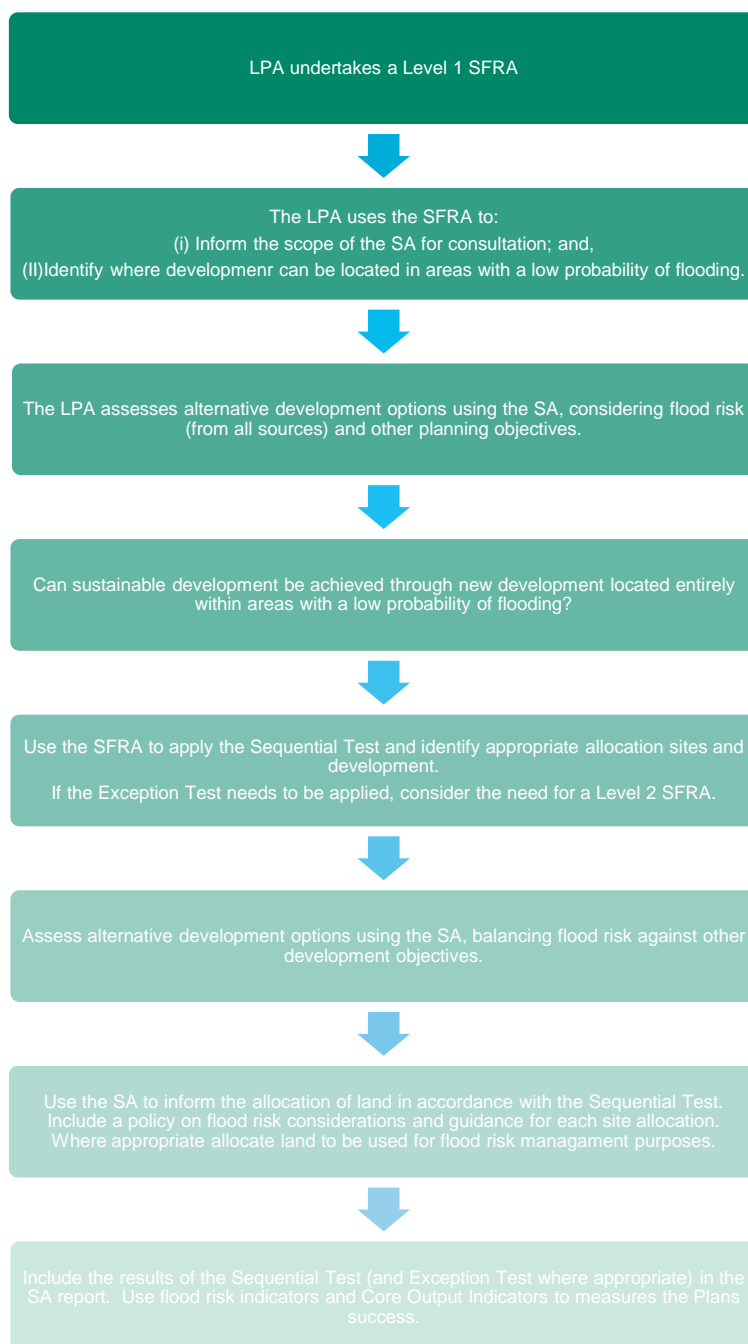 LPA undertakes a Level 1 SFRA
The LPA uses the SFRA to:
(i) Inform the scope of the SA for consultation; and,
(II)Identify where developmenr can be located in areas with a low probability of flooding.
The LPA assesses alternative development options using the SA, considering flood risk
(from all sources) and other planning objectives.
Can sustainable development be achieved through new development located entirely
within areas with a low probability of flooding?
Use the SFRA to apply the Sequential Test and identify appropriate allocation sites and
development.
If the Exception Test needs to be applied, consider the need for a Level 2 SFRA.
Assess alternative development options using the SA, balancing flood risk against other
development objectives.
Use the SA to inform the allocation of land in accordance with the Sequential Test.
Include a policy on flood risk considerations and guidance for each site allocation.
Where appropriate allocate land to be used for flood risk managament purposes.
Include the results of the Sequential Test (and Exception Test where appropriate) in the
SA report. Use flood risk indicators and Core Output Indicators to measures the Plans
success.